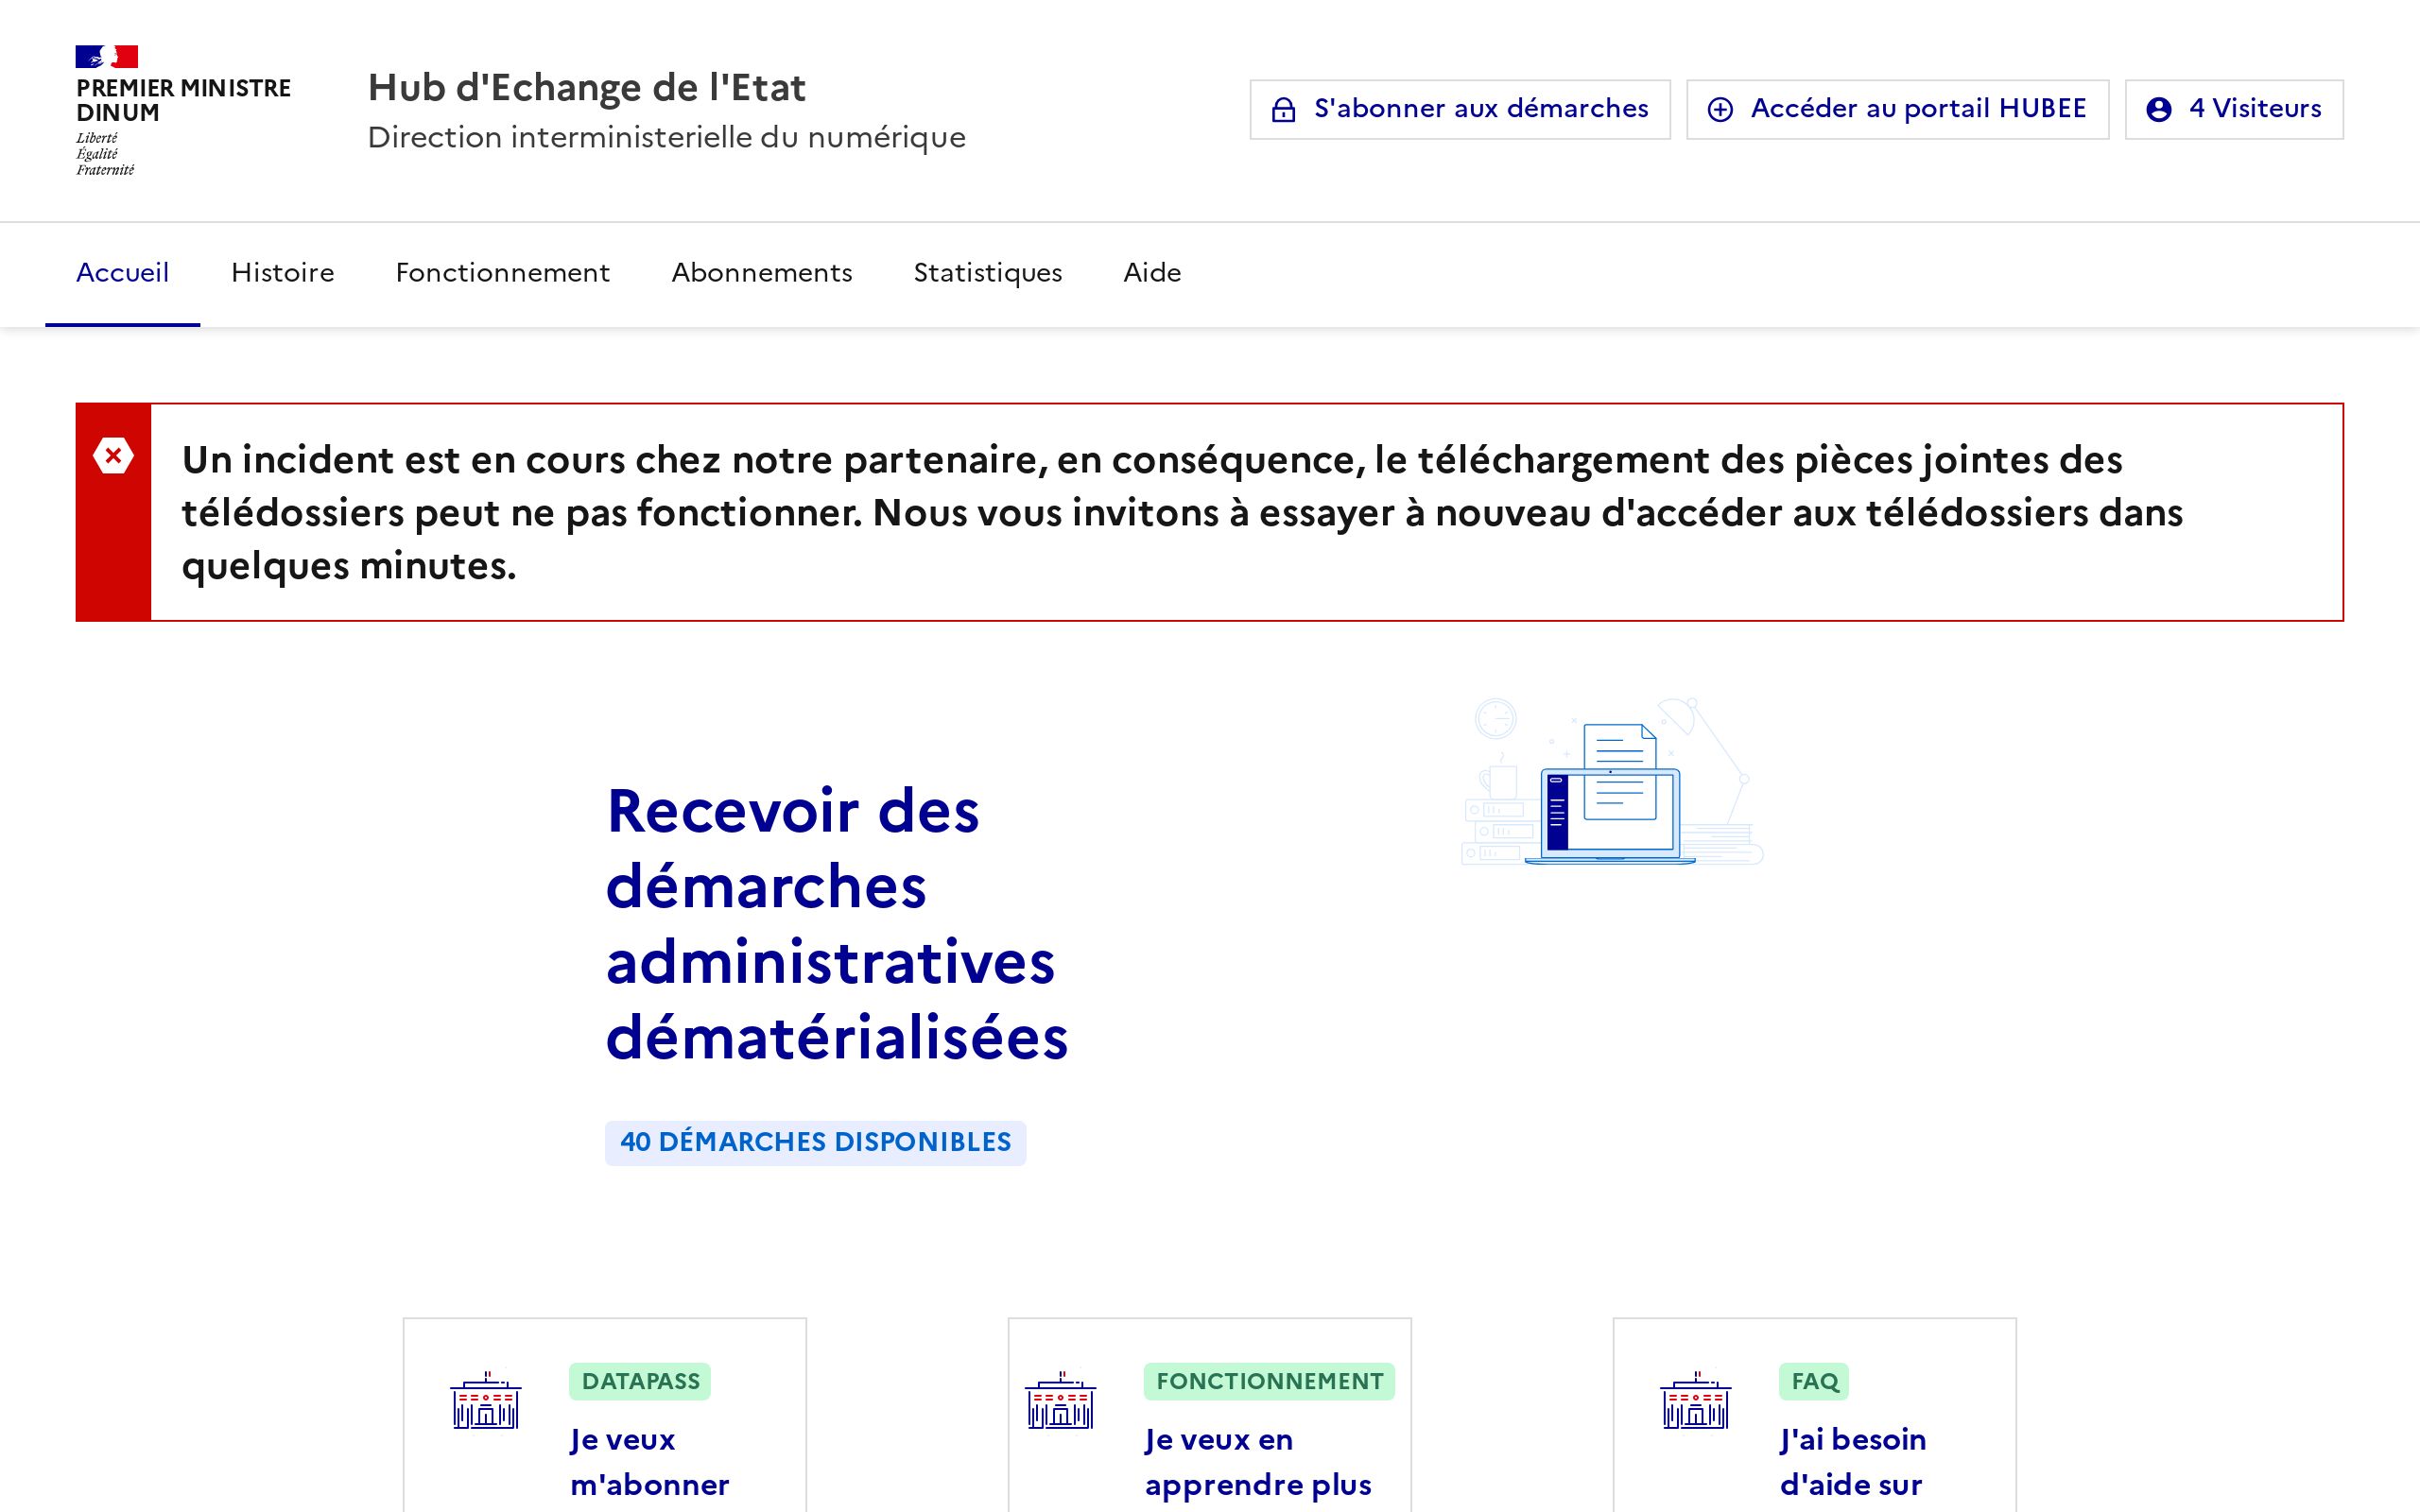 PREMIER MINISTRE
DINUM
Liberté
Égalité
Fraternité
Hub d'Echange de l'Etat
Direction interministerielle du numérique
S'abonner aux démarches
Accéder au portail HUBEE
4 Visiteurs
Accueil
Histoire
Fonctionnement
Abonnements
Statistiques
Aide
Un incident est en cours chez notre partenaire, en conséquence, le téléchargement des pièces jointes des
télédossiers peut ne pas fonctionner. Nous vous invitons à essayer à nouveau d'accéder aux télédossiers dans
quelques minutes.
Recevoir des
démarches
administratives
dématérialisées
40 DÉMARCHES DISPONIBLES
DATAPASS
Je veux
m'abonner
FONCTIONNEMENT
Je veux en
apprendre plus
FAQ
J'ai besoin
d'aide sur